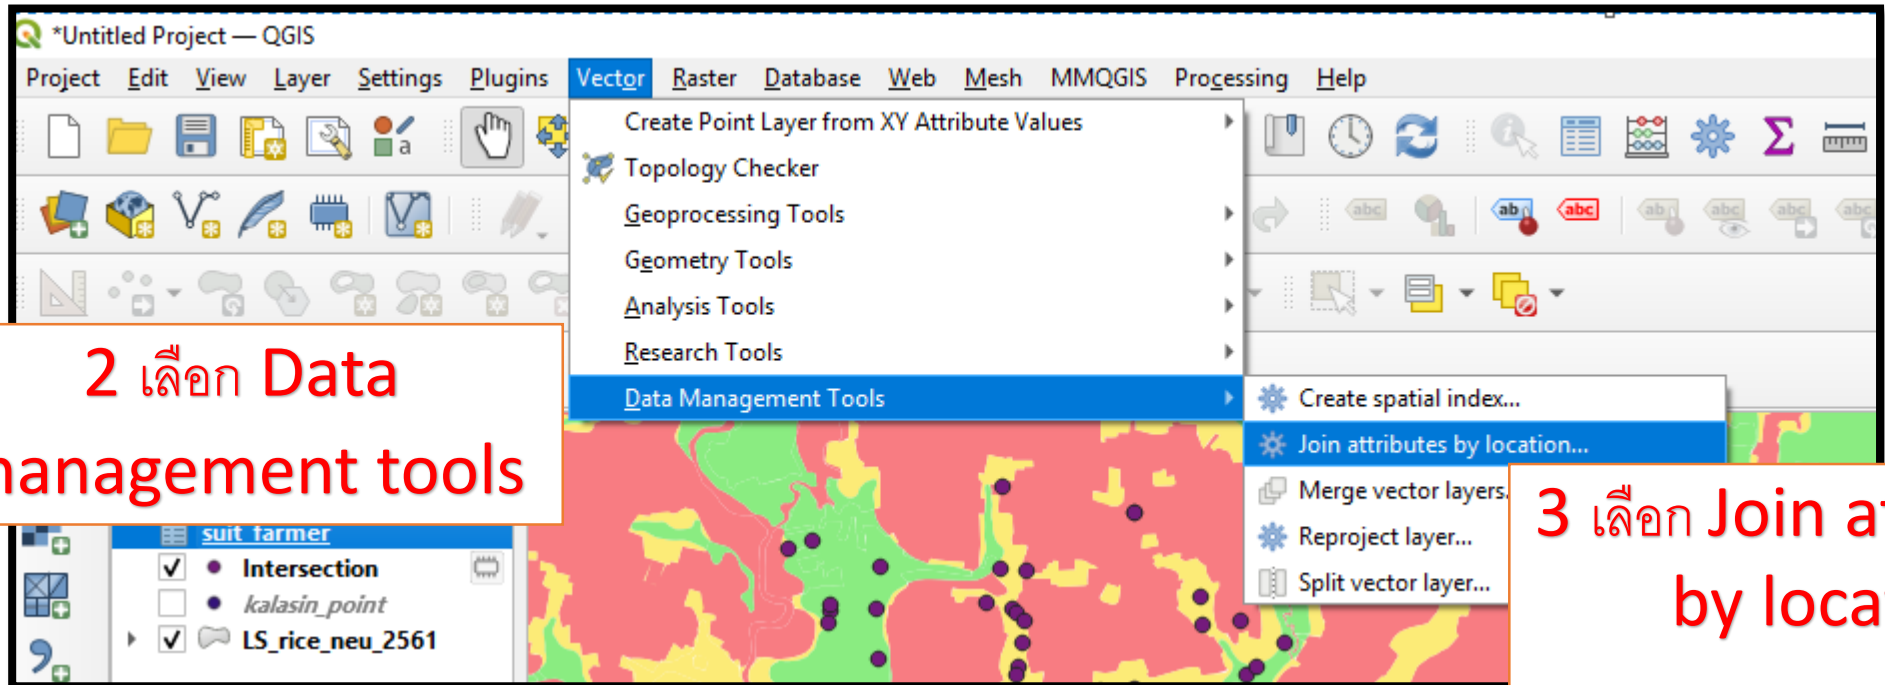 *Untitled Project — QGIS
Project Edit View Layer Settings Plugins Vector Raster Database Web Mesh MMQGIS Processing Help
Create Point Layer from XY Attribute Values
Topology Checker
Geoprocessing Tools
Geometry Tools
Analysis Tools
Research Tools
Data Management Tools
Create spatial index...
Join attributes by location...
Merge vector layers.
Reproject layer...
Split vector layer...
2 เลือก Data
management tools
3 เลือก Join
by
suit_farmer
Intersection
kalasin_point
LS_rice_neu_2561